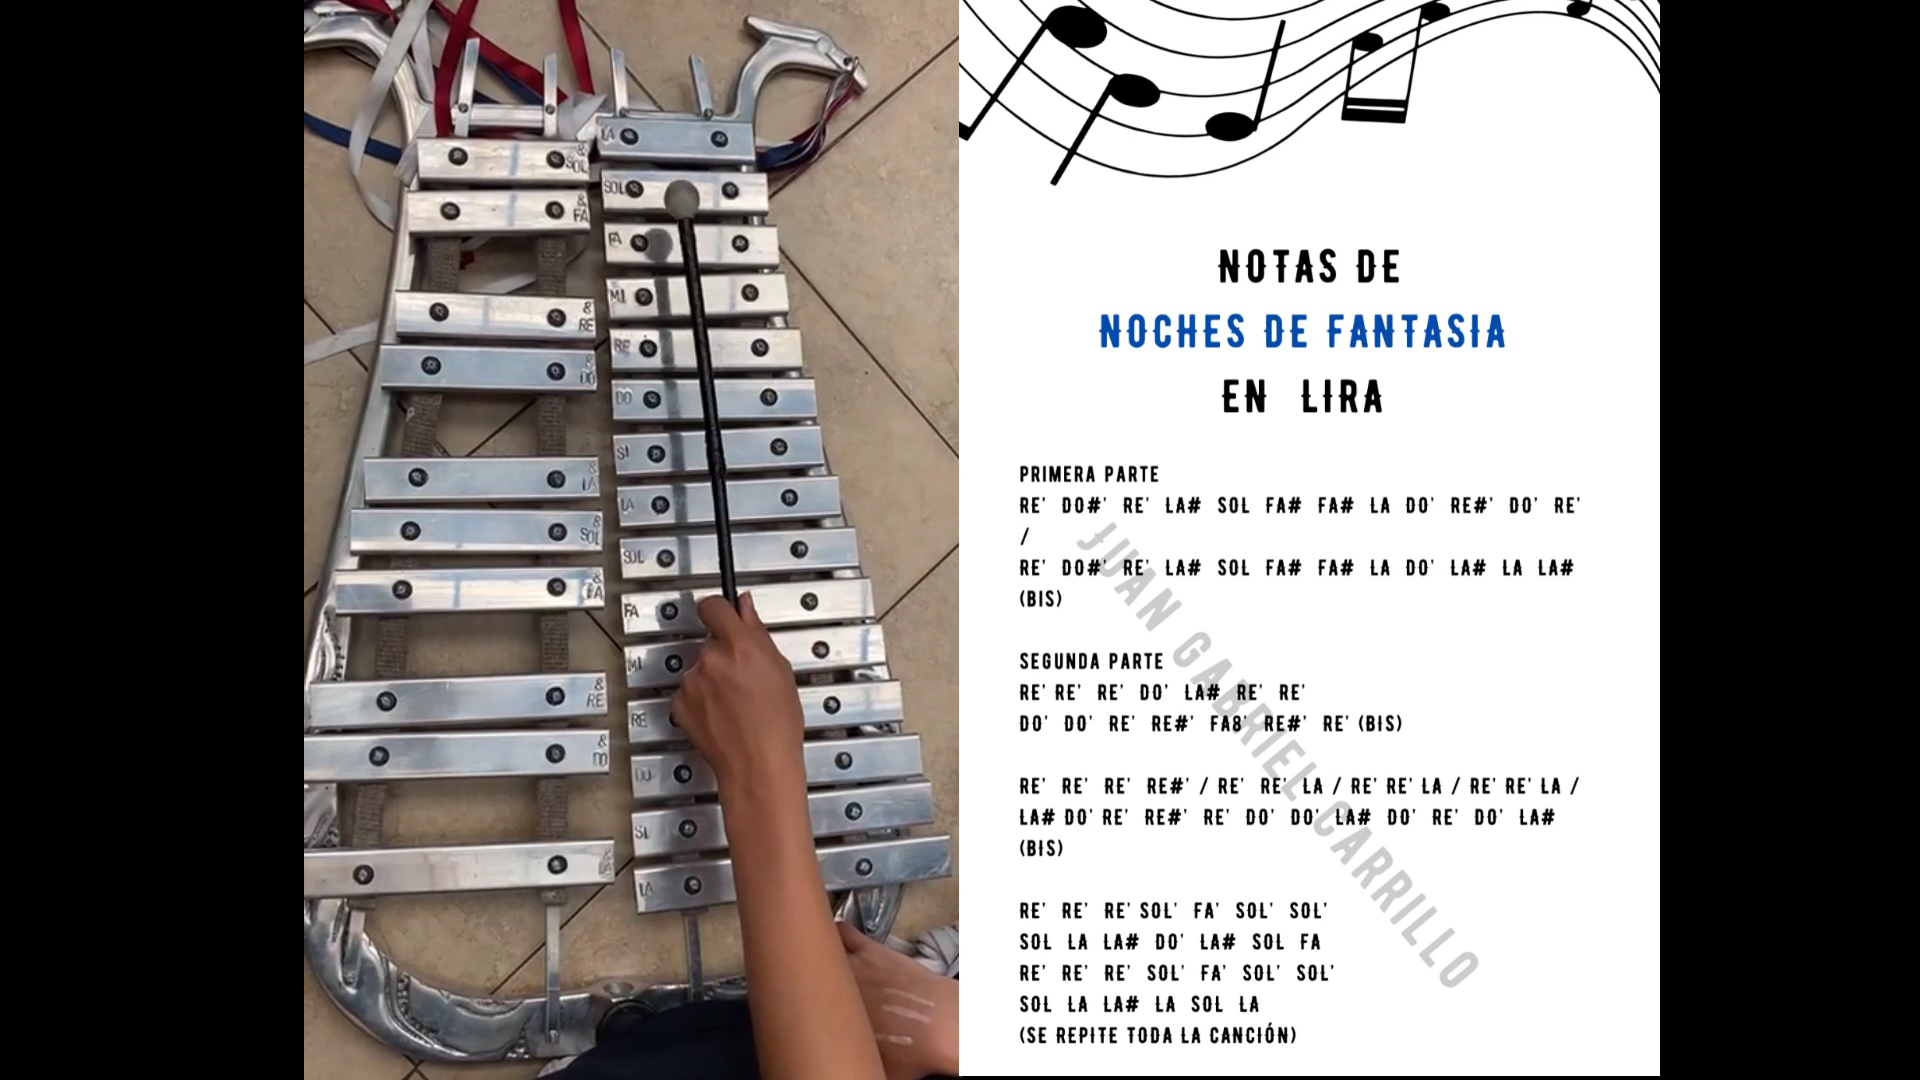 LA
SOL
FA
MI
RE
DO
SI
LA
SOL
FA
MI
RE
DO
SI
LA
&
SOL
&
FA
&
RE
&
DO
&
LA
&
SOL
&
FA
&
RE
&
DO
NOTAS DE
NOCHES DE FANTASIA
EN LIRA
PRIMERA PARTE
RE' DO#' RE' LA# SOL FA# FA# LA DO' RE#' DO' RE'
/
RE' DO#' RE' LA# SOL FA# FA# LA DO' LA# LA LA#
(BIS)
SEGUNDA PARTE
RE' RE' RE' DO' LA# RE' RE'
DO' DO' RE' RE#' FA8' RE#' RE' (BIS)
RE' RE' RE' RE#' / RE' RE' LA / RE' RE' LA / RE' RE' LA /
LA# DO' RE' RE#' RE' DO' DO' LA# DO' RE' DO' LA#
(BIS)
RE' RE' RE' SOL' FA' SOL' SOL'
SOL LA LA# DO' LA# SOL FA
RE' RE' RE' SOL' FA' SOL' SOL'
SOL LA LA# LA SOL LA
(SE REPITE TODA LA CANCIÓN)
JUAN GABRIEL CARRILLO